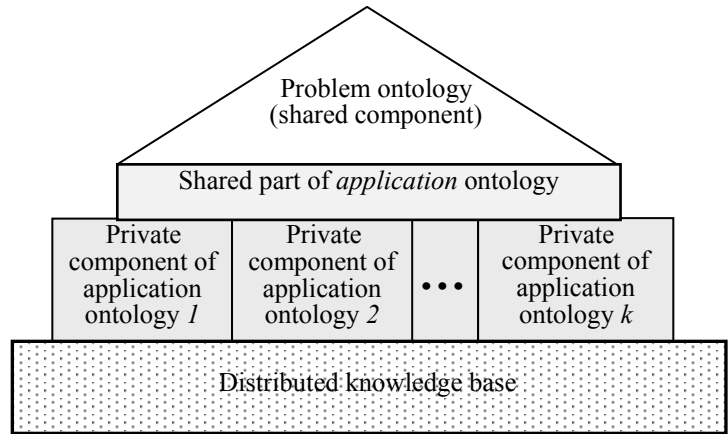 Problem ontology
(shared component)
Shared part of application ontology
Private
component of
application
ontology 1
Private
component of
application
ontology 2
•••
Private
component of
application
ontology k
Distributed knowledge base